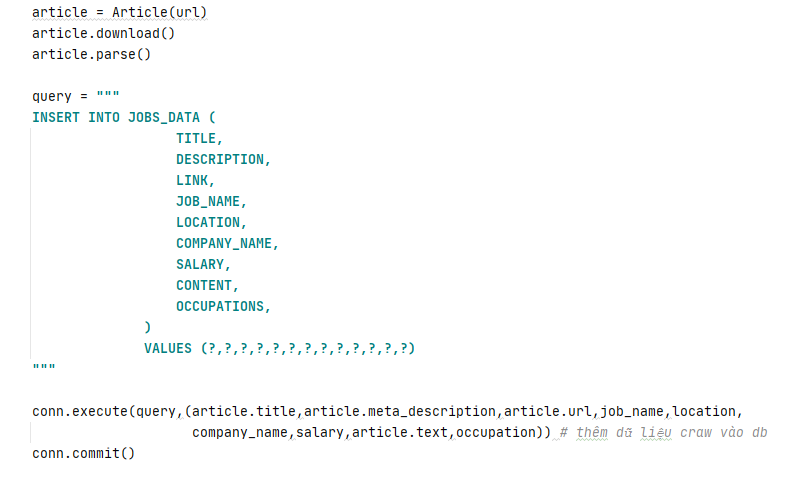 article = Article(url)
article.download()
article.parse()
query = """
INSERT INTO JOBS_DATA (
TITLE,
DESCRIPTION,
LINK,
JOB_NAME,
LOCATION,
COMPANY_NAME,
SALARY,
CONTENT,
OCCUPATIONS,
)
VALUES (?,?,?,?,?,?,?,?,?,?,?,?,?)
"""
conn.execute(query,(article.title,article.meta_description,article.url,job_name,location,
company_name,salary,article.text,occupation)) # thêm dữ liệu craw vào db
conn.commit()